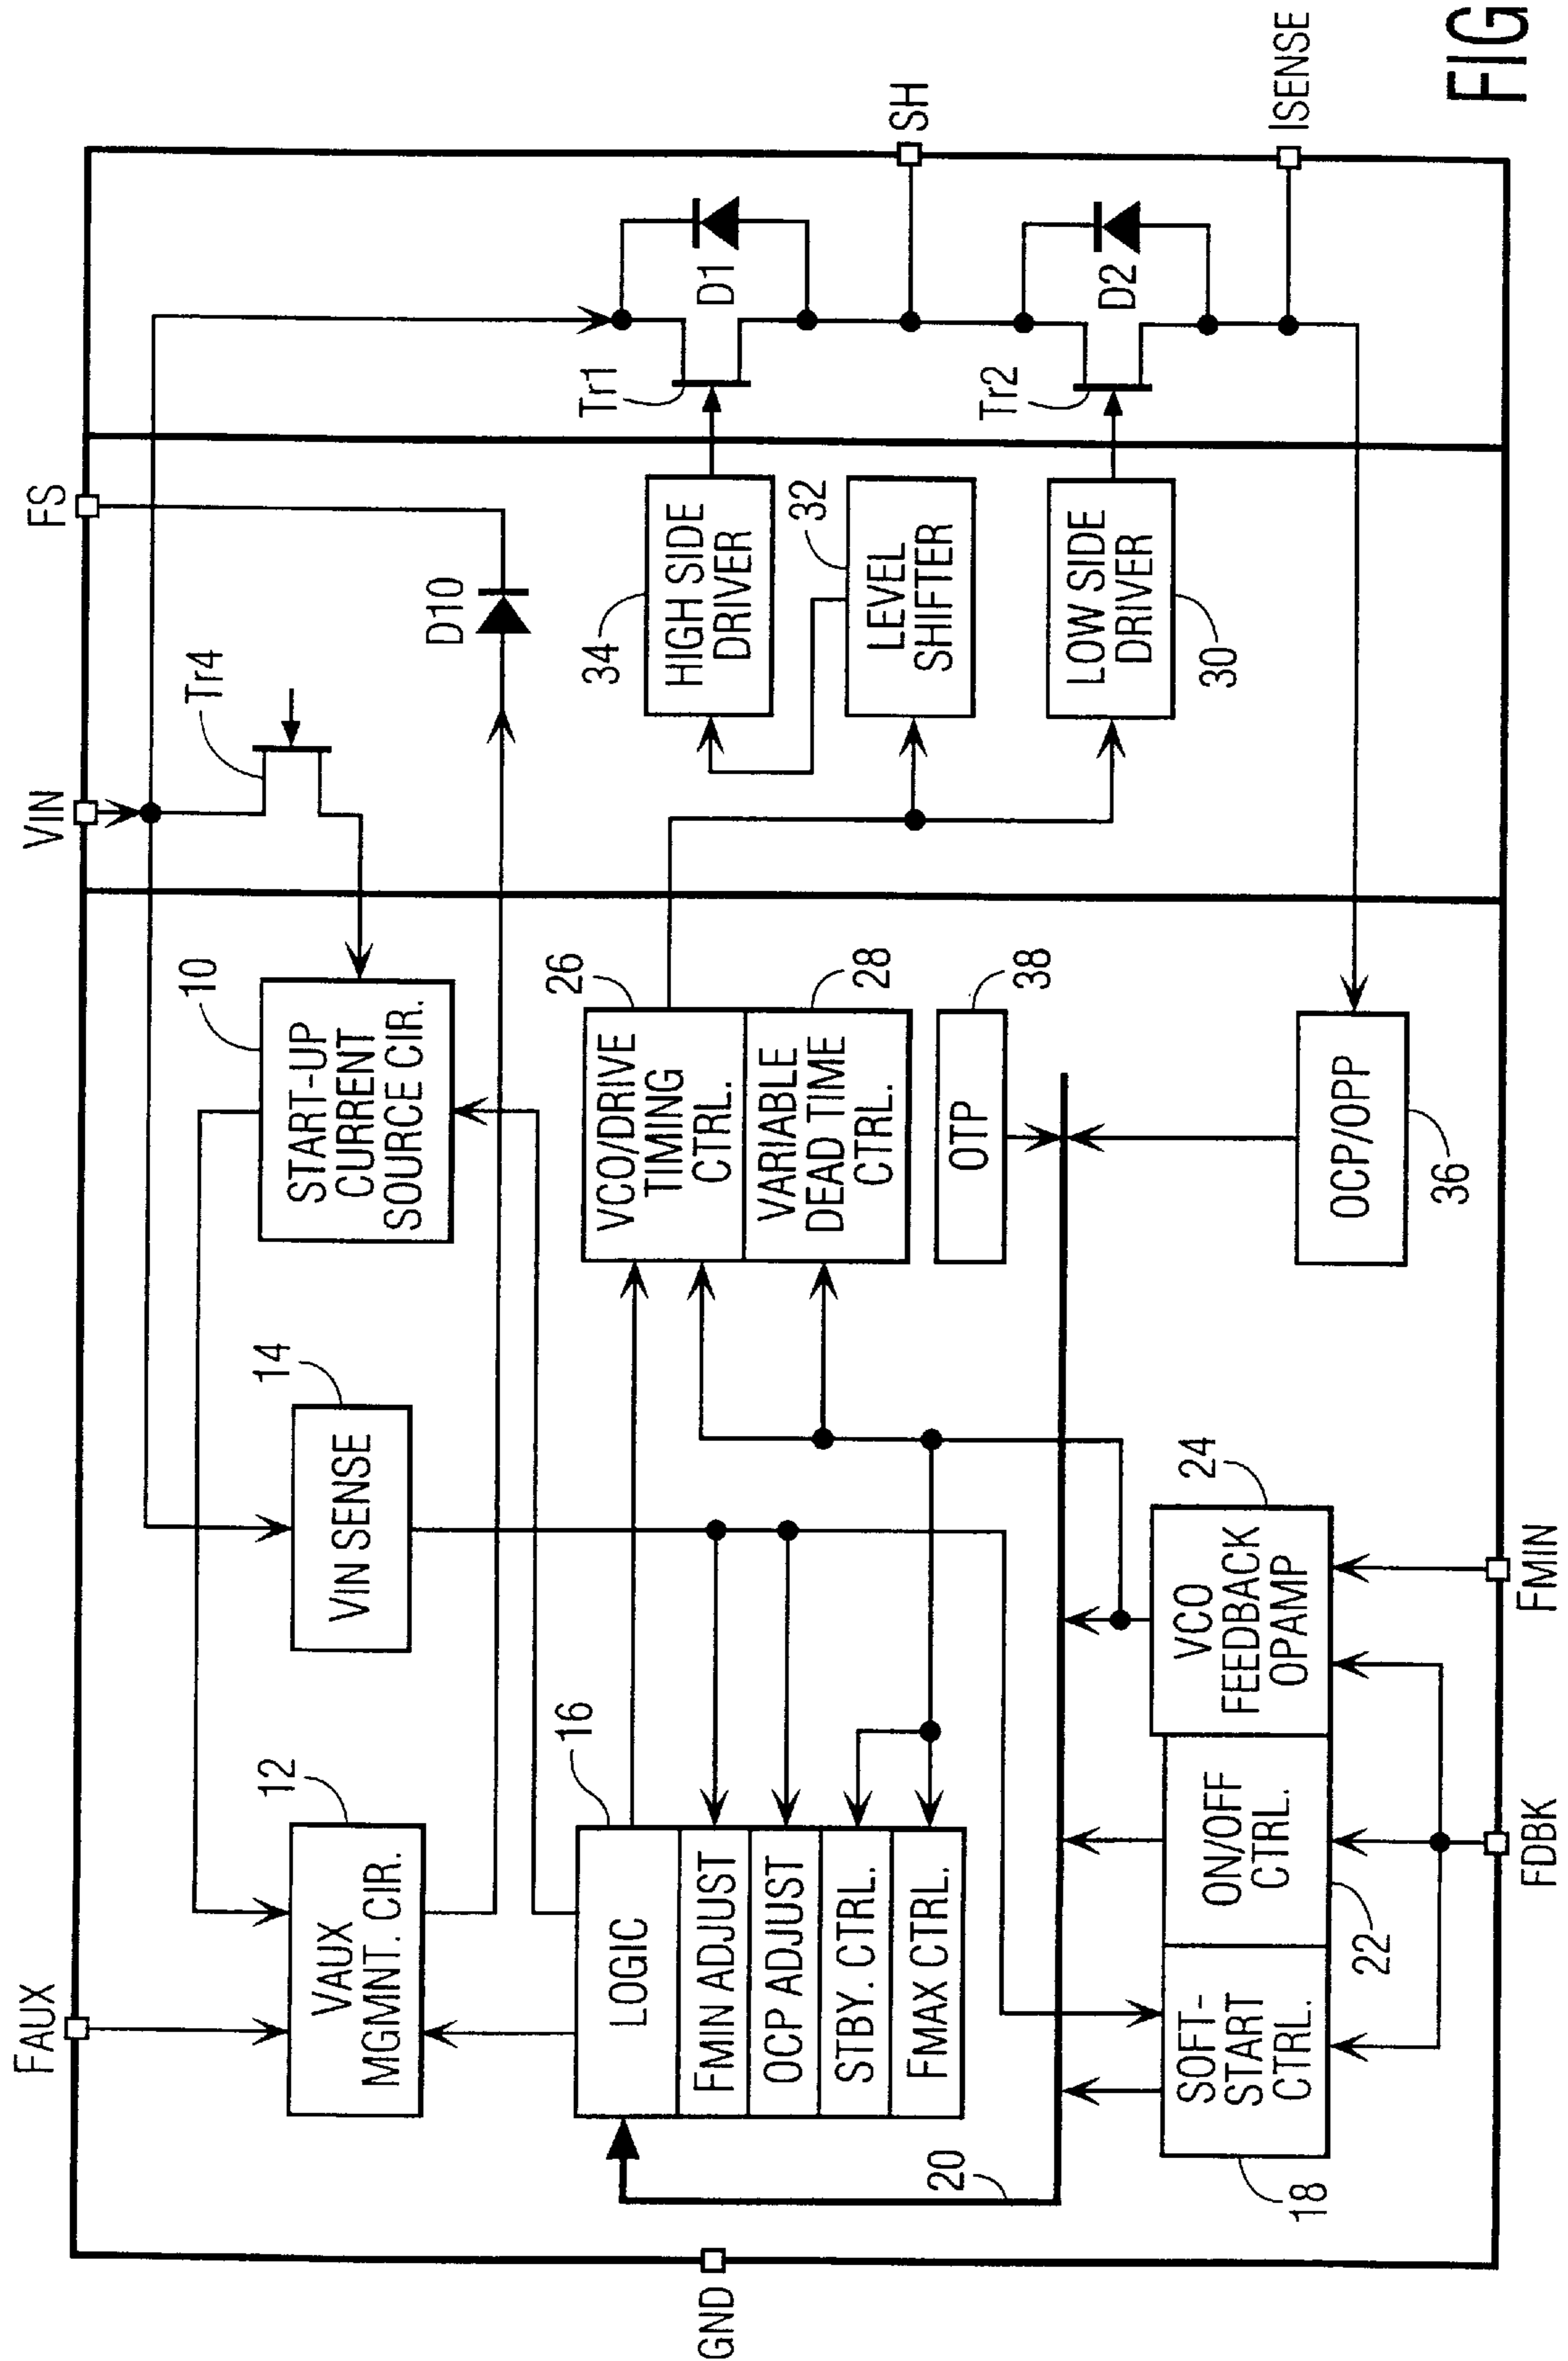 FAUX
VIN
FS
12
VAUX
MGMNT. CIR.
14
VIN SENSE
10
START-UP
CURRENT
SOURCE CIR.
Tr4
D10
16
LOGIC
FMIN ADJUST
OCP ADJUST
STBY. CTRL.
FMAX CTRL.
26
VCO/DRIVE
TIMING
CTRL.
VARIABLE
DEAD TIME
CTRL.
28
34
HIGH SIDE
DRIVER
Tr1
D1
32
LEVEL
SHIFTER
SH
GND
OTP
38
20
LOW SIDE
DRIVER
30
Tr2
D2
18
SOFT-
START
CTRL.
ON/OFF
CTRL.
22
VCO
FEEDBACK
OPAMP
24
OCP/OPP
36
ISENSE
FDBK
FMIN
FIG